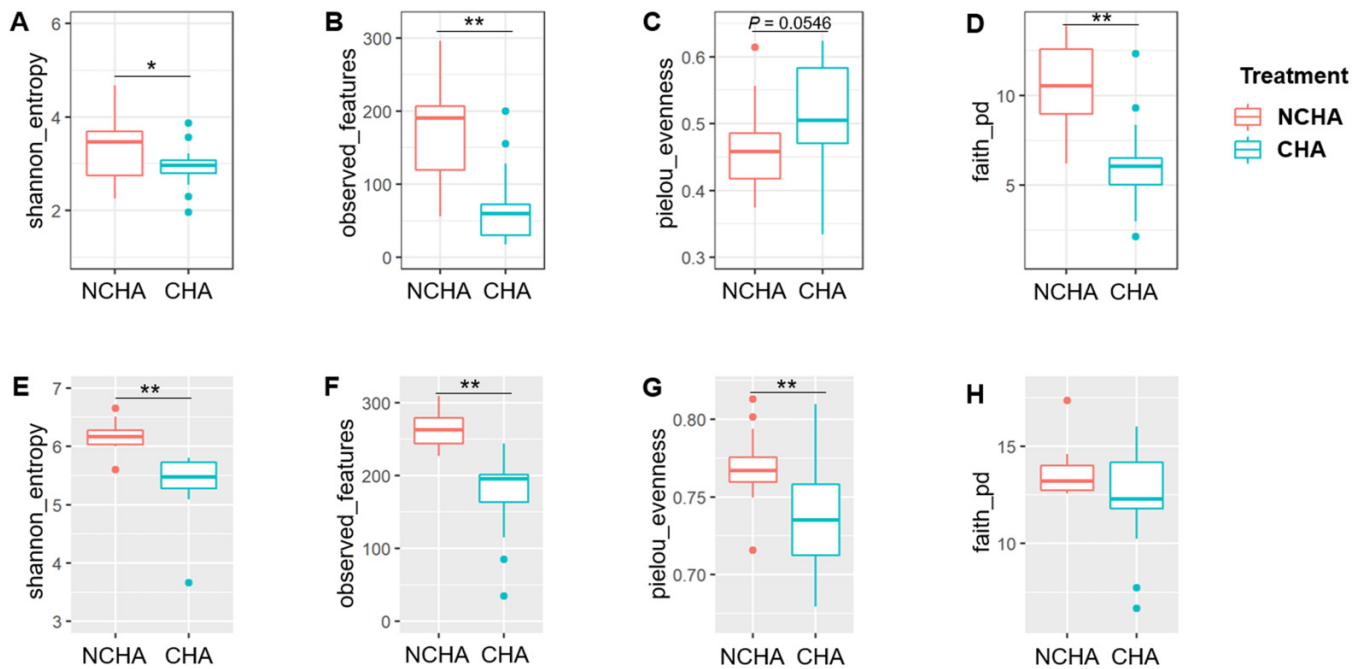 A
shannon_entropy
6
4
2
*
NCHA CHA
B
observed_features
300
200
100
0
**
NCHA CHA
C
pielou_evenness
0.6
0.5
0.4
0.3
P = 0.0546
NCHA CHA
D
faith_pd
10
5
**
NCHA CHA
Treatment
NCHA
CHA
E
shannon_entropy
7
6
5
4
3
**
NCHA CHA
F
observed_features
300
200
100
0
**
NCHA CHA
G
pielou_evenness
0.80
0.75
0.70
**
NCHA CHA
H
faith_pd
15
10
NCHA CHA